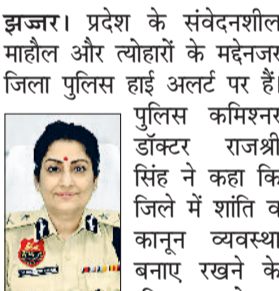 झज्जर। प्रदेश के संवेदनशील
माहौल और त्योहारों के मद्देनजर
जिला पुलिस हाई अलर्ट पर है।
पुलिस कमिश्नर
डॉक्टर राजश्री
सिंह ने कहा कि
जिले में शांति व
कानून व्यवस्था
बनाए रखने के